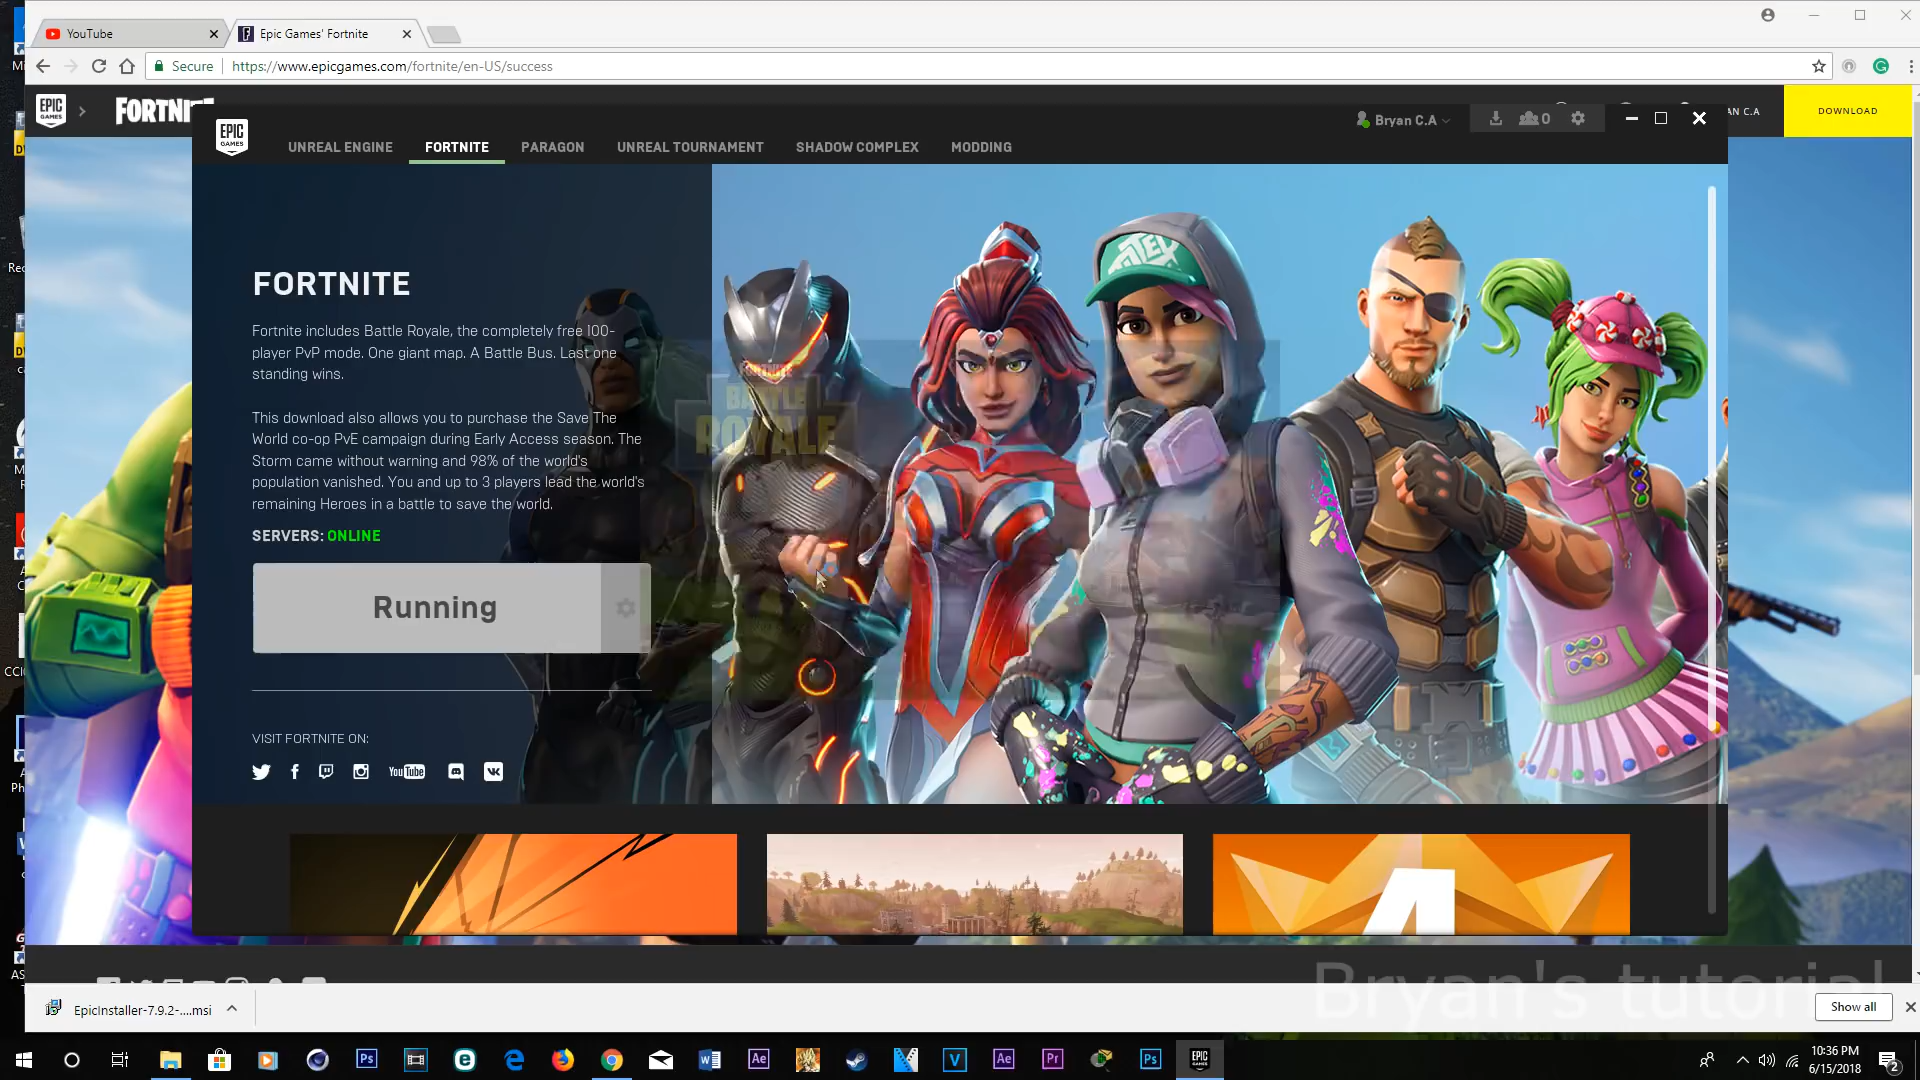 YouTube
Epic Games' Fortnite
Secure
https://www.epicgames.com/fortnite/en-US/success
EPIC GAMES
AN C.A
DOWNLOAD
EPIC GAMES
Bryan C.A
0
UNREAL ENGINE
FORTNITE
PARAGON
UNREAL TOURNAMENT
SHADOW COMPLEX
MODDING
FORTNITE
Fortnite includes Battle Royale, the completely free 100-
player PvP mode. One giant map. A Battle Bus. Last one
standing wins.
This download also allows you to purchase the Save The
World co-op PvE campaign during Early Access season. The
Storm came without warning and 98% of the world's
population vanished. You and up to 3 players lead the world's
remaining Heroes in a battle to save the world.
SERVERS: ONLINE
Running
FORTNITE
BATTLE
ROYALE
VISIT FORTNITE ON:
YouTube
Bryan's tutorial
EpicInstaller-7.9.2-....msi
Show all
10:36 PM
6/15/2018
2